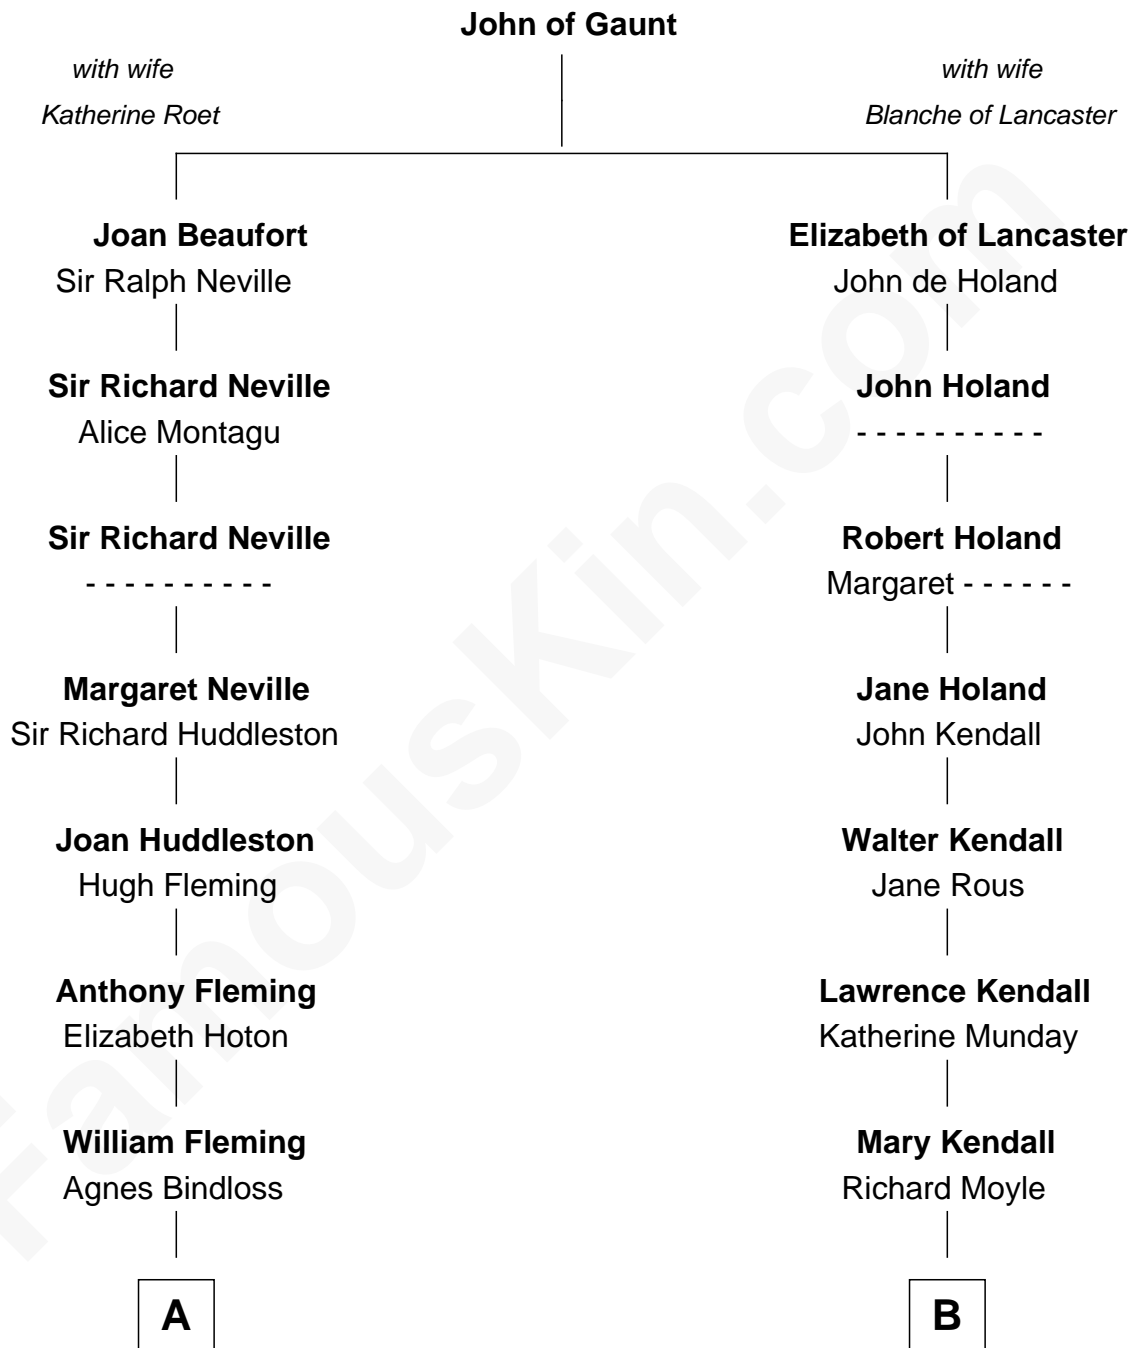 John of Gaunt
with wife
Katherine Roet
with wife
Blanche of Lancaster
Joan Beaufort
Sir Ralph Neville
Elizabeth of Lancaster
John de Holand
Sir Richard Neville
Alice Montagu
John Holand
- - - - - - - - - -
Sir Richard Neville
- - - - - - - - - -
Robert Holand
Margaret - - - - - -
Margaret Neville
Sir Richard Huddleston
Jane Holand
John Kendall
Joan Huddleston
Hugh Fleming
Walter Kendall
Jane Rous
Anthony Fleming
Elizabeth Hoton
Lawrence Kendall
Katherine Munday
William Fleming
Agnes Bindloss
Mary Kendall
Richard Moyle
A
B
FamousKin.com